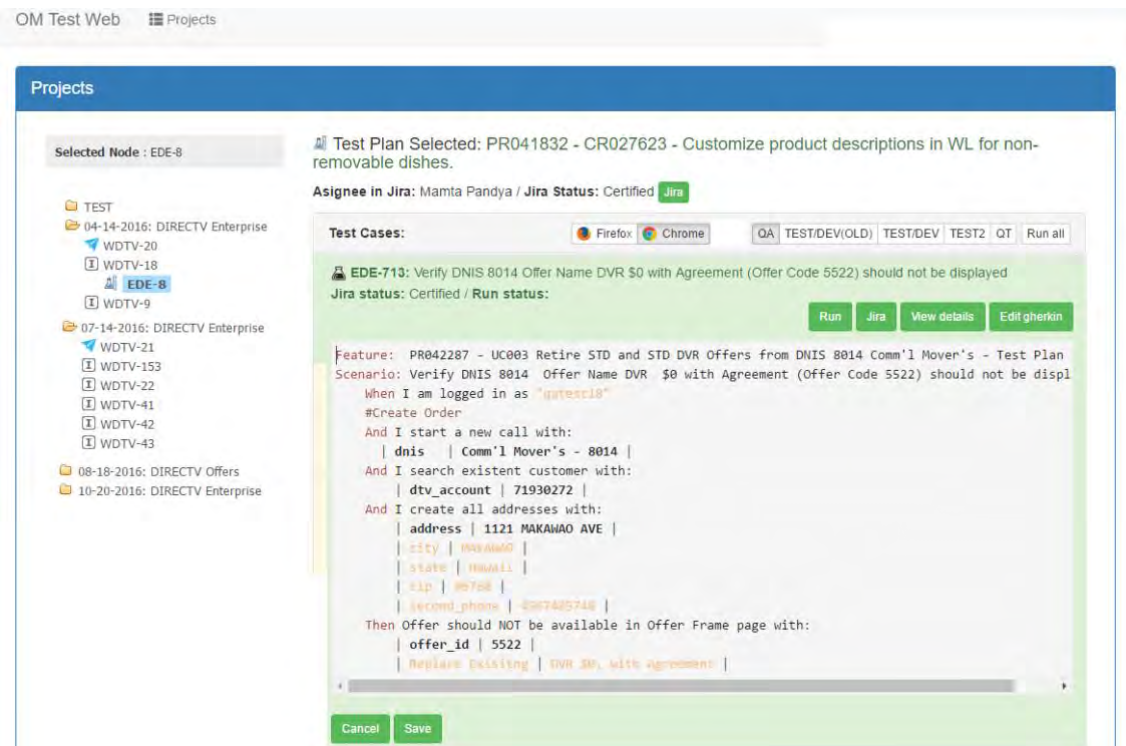 OM Test Web Projects
Projects
Selected Node : EDE-8
TEST
04-14-2016: DIRECTV Enterprise
WDTV-20
WDTV-18
EDE-8
WDTV-9
07-14-2016: DIRECTV Enterprise
WDTV-21
WDTV-153
WDTV-22
WDTV-41
WDTV-42
WDTV-43
08-18-2016: DIRECTV Offers
10-20-2016: DIRECTV Enterprise
Test Plan Selected: PR041832 - CR027623 - Customize product descriptions in WL for non-
removable dishes.
Asignee in Jira: Mamta Pandya / Jira Status: Certified Jira
Test Cases: Firefox Chrome QA TEST/DEV(OLD) TEST/DEV TEST2 QT Run all
EDE-713: Verify DNIS 8014 Offer Name DVR $0 with Agreement (Offer Code 5522) should not be displayed
Jira status: Certified / Run status:
Run Jira View details Edit gherkin
Feature: PR042287 - UC003 Retire STD and STD DVR Offers from DNIS 8014 Comm'l Mover's - Test Plan
Scenario: Verify DNIS 8014 Offer Name DVR $0 with Agreement (Offer Code 5522) should not be displ
When I am logged in as "qatest18"
#Create Order
And I start a new call with:
| dnis | Comm'l Mover's - 8014 |
And I search existent customer with:
| dtv_account | 71930272 |
And I create all addresses with:
| address | 1121 MAKAWAO AVE |
| city | MAKAWAO |
| state | Hawaii |
| zip | 96768 |
| second_phone | |
Then Offer should NOT be available in Offer Frame page with:
| offer_id | 5522 |
| Replace Existing | DVR $0, with Agreement |
Cancel Save